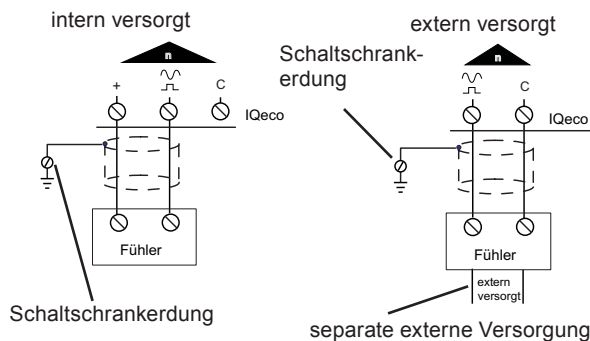 intern versorgt
n
+
C
IQeco
Fühler
Schaltschrankerdung
extern versorgt
Schaltschrank-
erdung
n
C
IQeco
Fühler
extern
versorgt
separate externe Versorgung